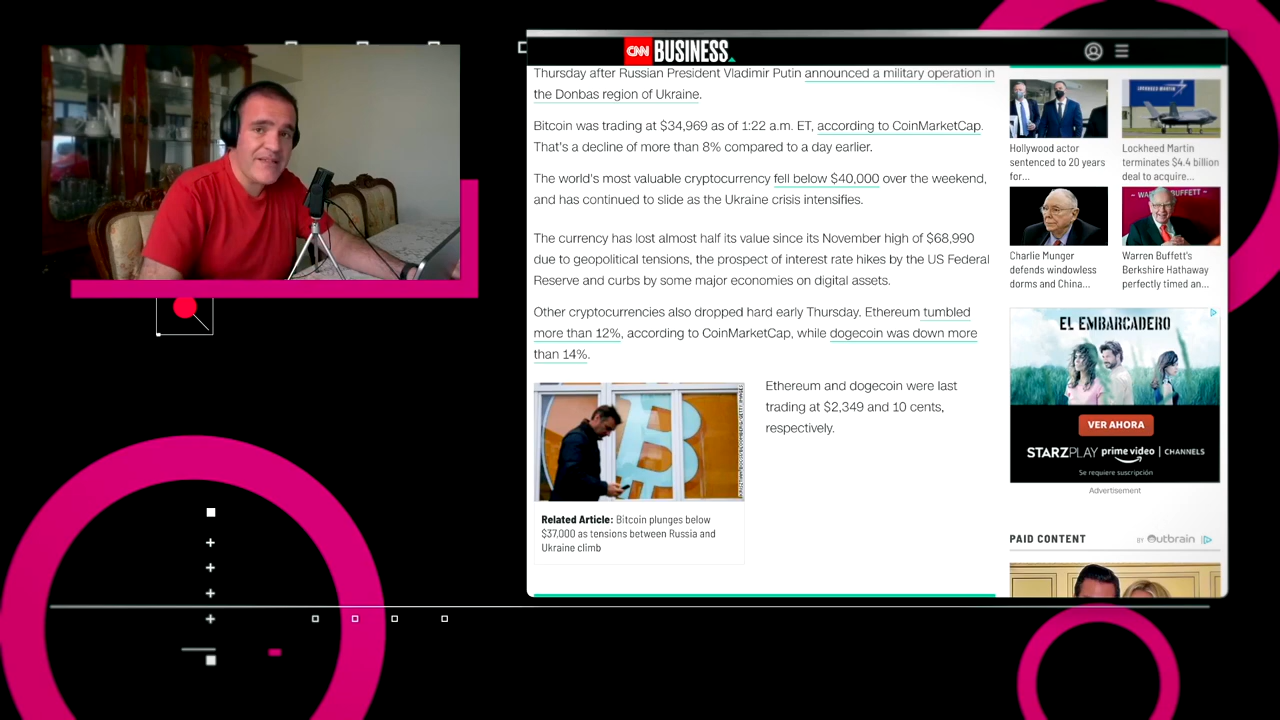 CNN BUSINESS
Thursday after Russian President Vladimir Putin announced a military operation in
the Donbas region of Ukraine.
Bitcoin was trading at $34,969 as of 1:22 a.m. ET, according to CoinMarketCap.
That's a decline of more than 8% compared to a day earlier.
The world's most valuable cryptocurrency fell below $40,000 over the weekend,
and has continued to slide as the Ukraine crisis intensifies.
The currency has lost almost half its value since its November high of $68,990
due to geopolitical tensions, the prospect of interest rate hikes by the US Federal
Reserve and curbs by some major economies on digital assets.
Other cryptocurrencies also dropped hard early Thursday. Ethereum tumbled
more than 12%, according to CoinMarketCap, while dogecoin was down more
than 14%.
Ethereum and dogecoin were last
trading at $2,349 and 10 cents,
respectively.
Related Article: Bitcoin plunges below
$37,000 as tensions between Russia and
Ukraine climb
Hollywood actor
sentenced to 20 years
for...
LOCKHEED MARTIN
Lockheed Martin
terminates $4.4 billion
deal to acquire...
Charlie Munger
defends windowless
dorms and China...
Warren Buffett's
Berkshire Hathaway
perfectly timed an...
EL EMBARCADERO
VER AHORA
STARZPLAY prime video | CHANNELS
Se requiere suscripción
Advertisement
PAID CONTENT
BY Outbrain